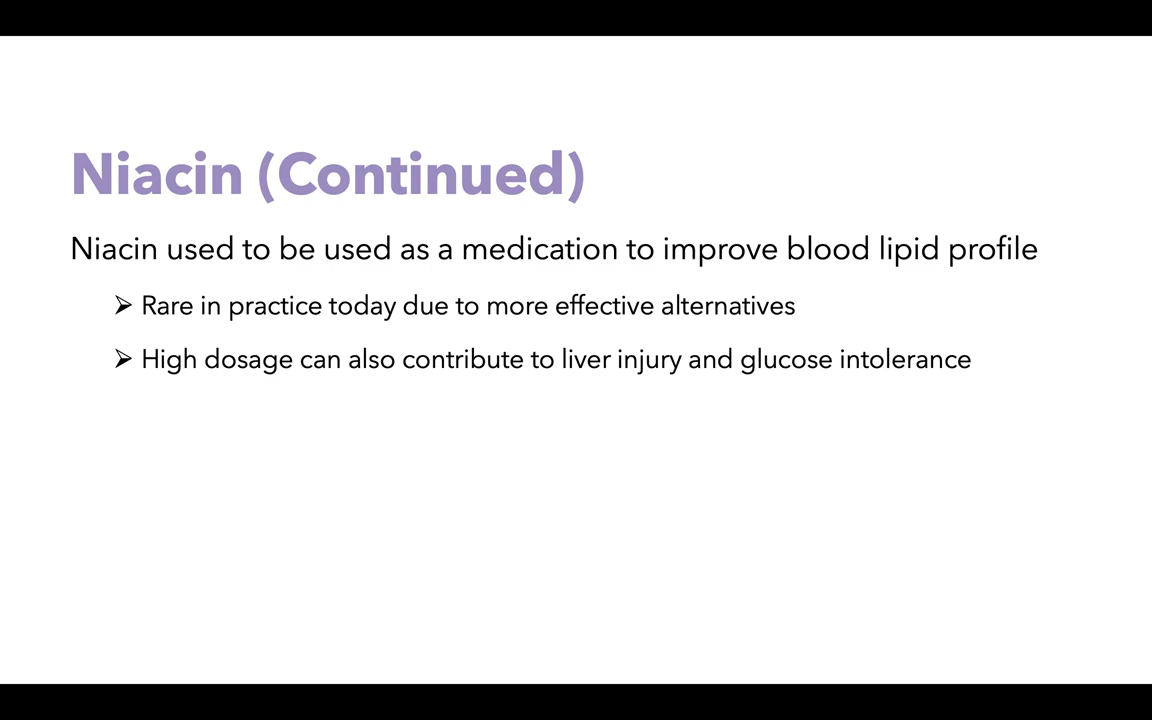 Niacin (Continued)
Niacin used to be used as a medication to improve blood lipid profile
➢ Rare in practice today due to more effective alternatives
➢ High dosage can also contribute to liver injury and glucose intolerance